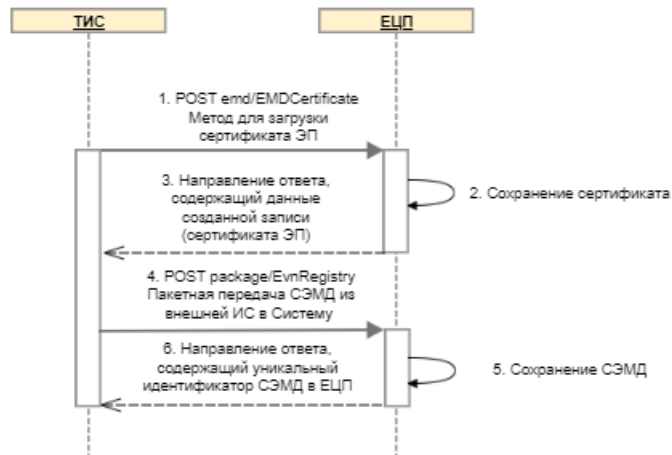 ТИС
ЕЦП
1. POST emd/EMDCertificate
Метод для загрузки
сертификата ЭП
3. Направление ответа,
содержащий данные
созданной записи
(сертификата ЭП)
2. Сохранение сертификата
4. POST package/EvnRegistry
Пакетная передача СЭМД из
внешней ИС в Систему
6. Направление ответа,
содержащий уникальный
идентификатор СЭМД в ЕЦП
5. Сохранение СЭМД